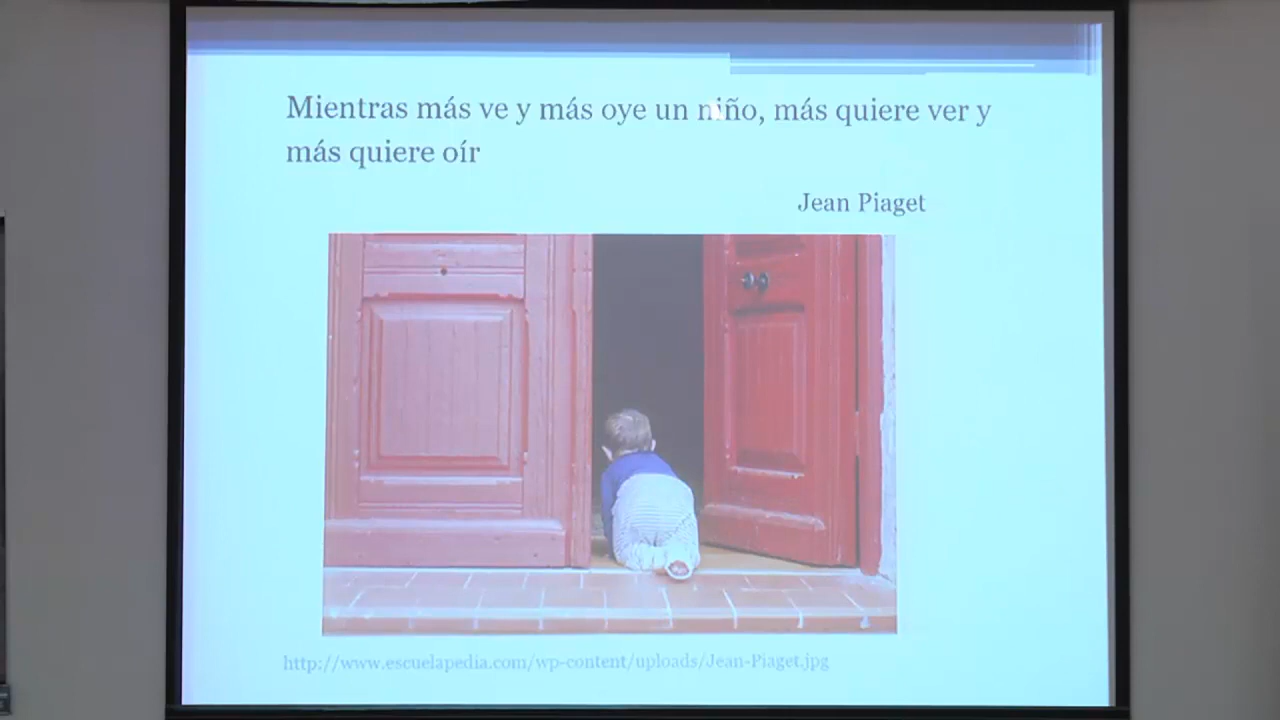 Mientras más ve y más oye un niño, más quiere ver y
más quiere oír
Jean Piaget
http://www.escuelapedia.com/wp-content/uploads/Jean-Piaget.jpg